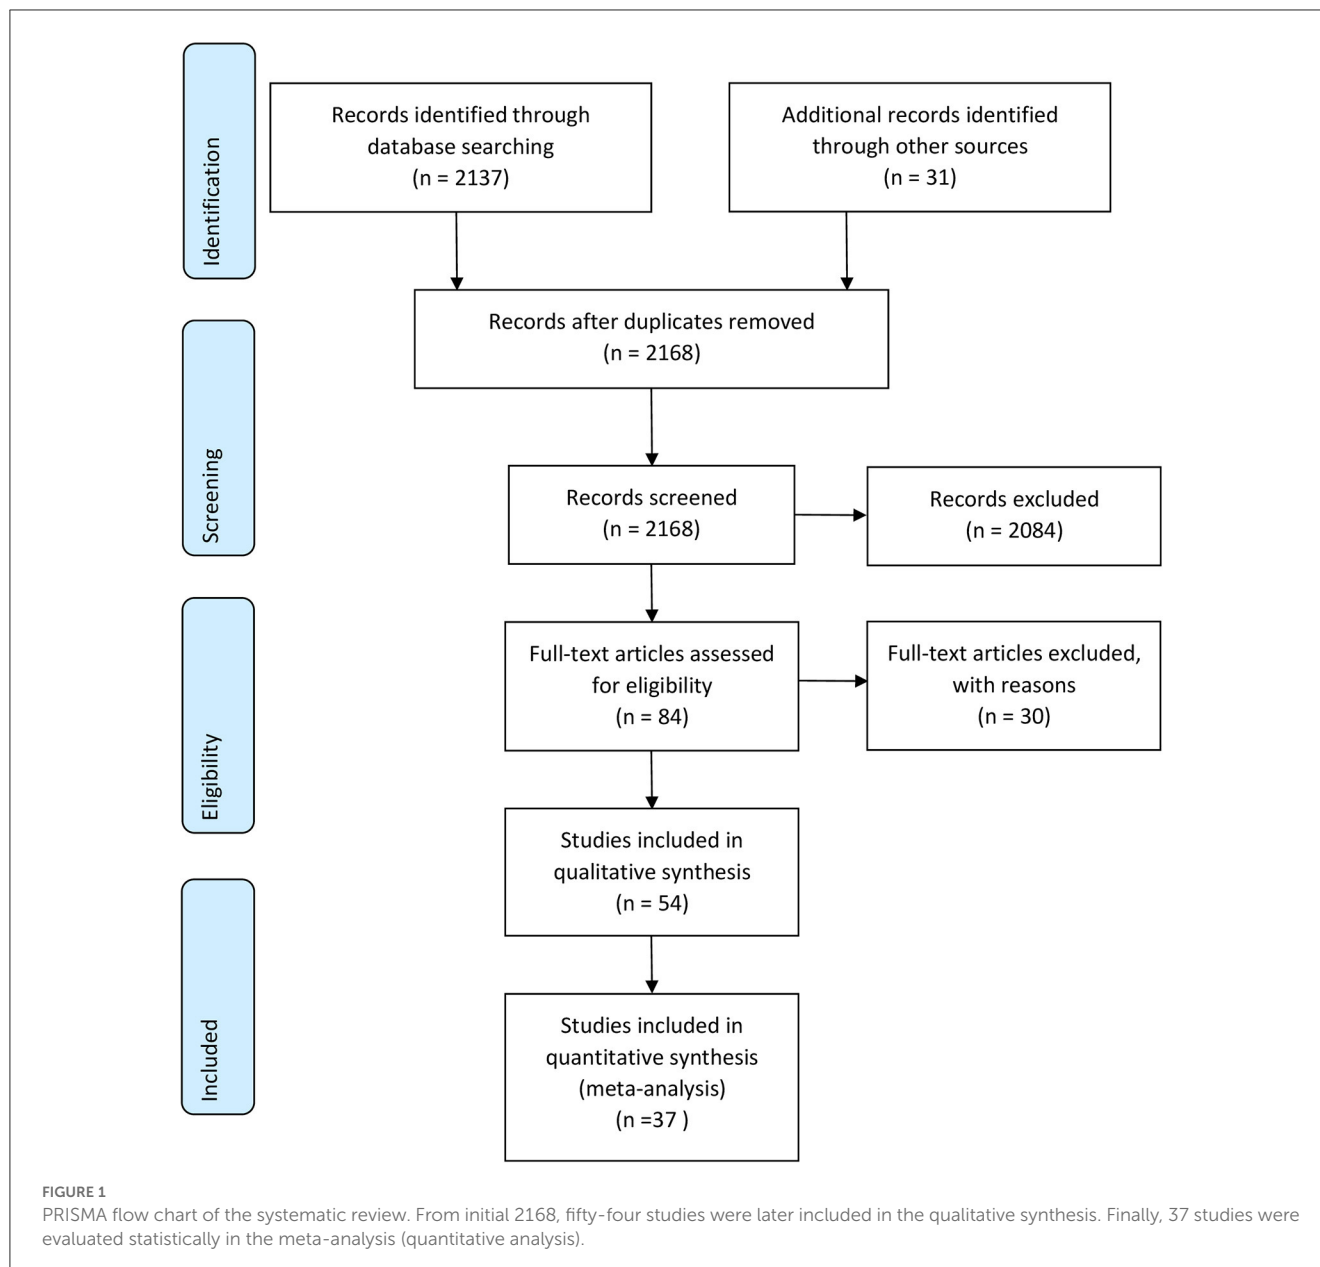 Identification
Records identified through
database searching
(n = 2137)
Additional records identified
through other sources
(n = 31)
Records after duplicates removed
(n = 2168)
Screening
Records screened
(n = 2168)
Records excluded
(n = 2084)
Eligibility
Full-text articles assessed
for eligibility
(n = 84)
Full-text articles excluded,
with reasons
(n = 30)
Studies included in
qualitative synthesis
(n = 54)
Included
Studies included in
quantitative synthesis
(meta-analysis)
(n =37 )
FIGURE 1
PRISMA flow chart of the systematic review. From initial 2168, fifty-four studies were later included in the qualitative synthesis. Finally, 37 studies were
evaluated statistically in the meta-analysis (quantitative analysis).